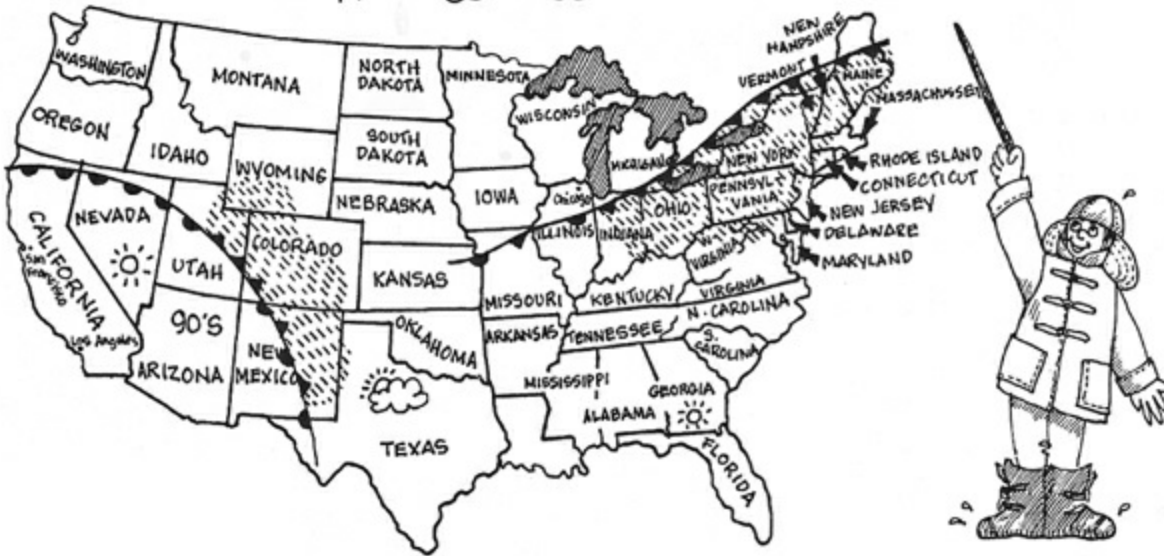 WASHINGTON
OREGON
IDAHO
MONTANA
NORTH
DAKOTA
SOUTH
DAKOTA
MINNESOTA
WISCONSIN
MICHIGAN
WYOMING
NEBRASKA
IOWA
Chicago
ILLINOIS
INDIANA
OHIO
PENNSYL
VANIA
NEW YORK
VERMONT
NEW
HAMPSHIRE
MAINE
MASSACHUSSET
RHODE ISLAND
CONNECTICUT
NEW JERSEY
DELAWARE
MARYLAND
CALIFORNIA
San
Francisco
Los Angeles
NEVADA
UTAH
COLORADO
KANSAS
MISSOURI
KENTUCKY
W.
VIRGINIA
VIRGINIA
N. CAROLINA
S.
CAROLINA
TENNESSEE
ARKANSAS
OKLAHOMA
90'S
ARIZONA
NEW
MEXICO
TEXAS
MISSISSIPPI
ALABAMA
GEORGIA
FLORIDA